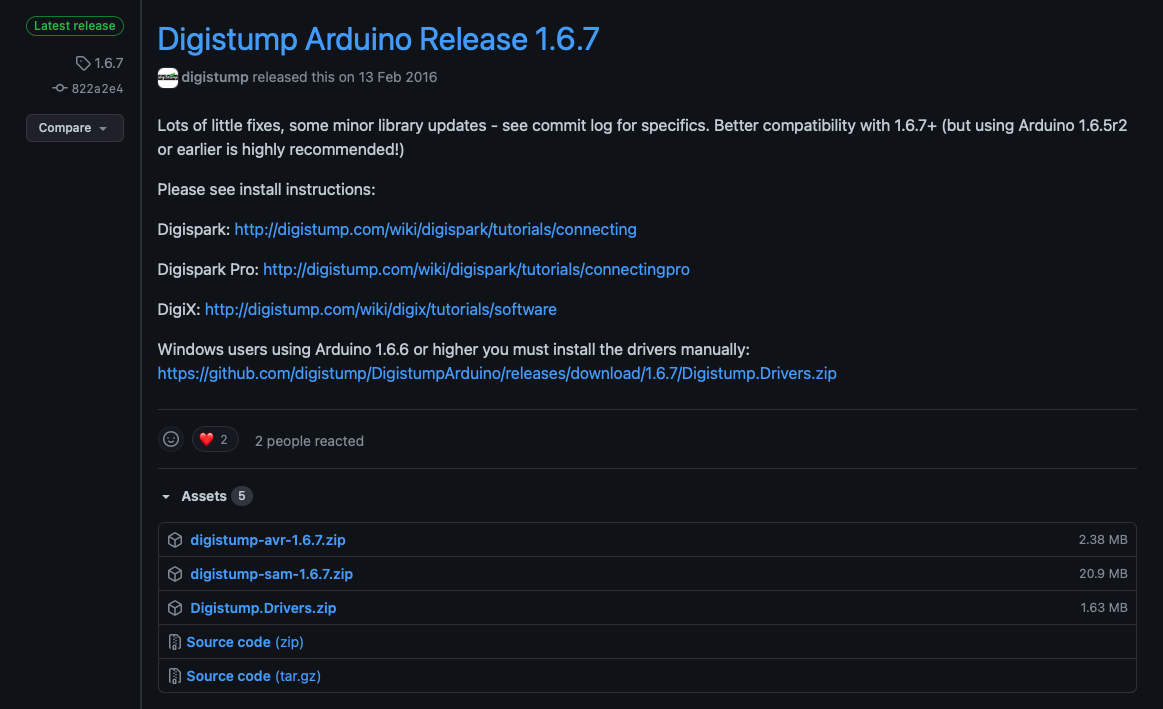 Latest release
1.6.7
822a2e4
Compare
Digistump Arduino Release 1.6.7
digistump released this on 13 Feb 2016
Lots of little fixes, some minor library updates - see commit log for specifics. Better compatibility with 1.6.7+ (but using Arduino 1.6.5r2
or earlier is highly recommended!)
Please see install instructions:
Digispark: http://digistump.com/wiki/digispark/tutorials/connecting
Digispark Pro: http://digistump.com/wiki/digispark/tutorials/connectingpro
DigiX: http://digistump.com/wiki/digix/tutorials/software
Windows users using Arduino 1.6.6 or higher you must install the drivers manually:
https://github.com/digistump/DigistumpArduino/releases/download/1.6.7/Digistump.Drivers.zip
2 2 people reacted
Assets 5
digistump-avr-1.6.7.zip 2.38 MB
digistump-sam-1.6.7.zip 20.9 MB
Digistump.Drivers.zip 1.63 MB
Source code (zip)
Source code (tar.gz)